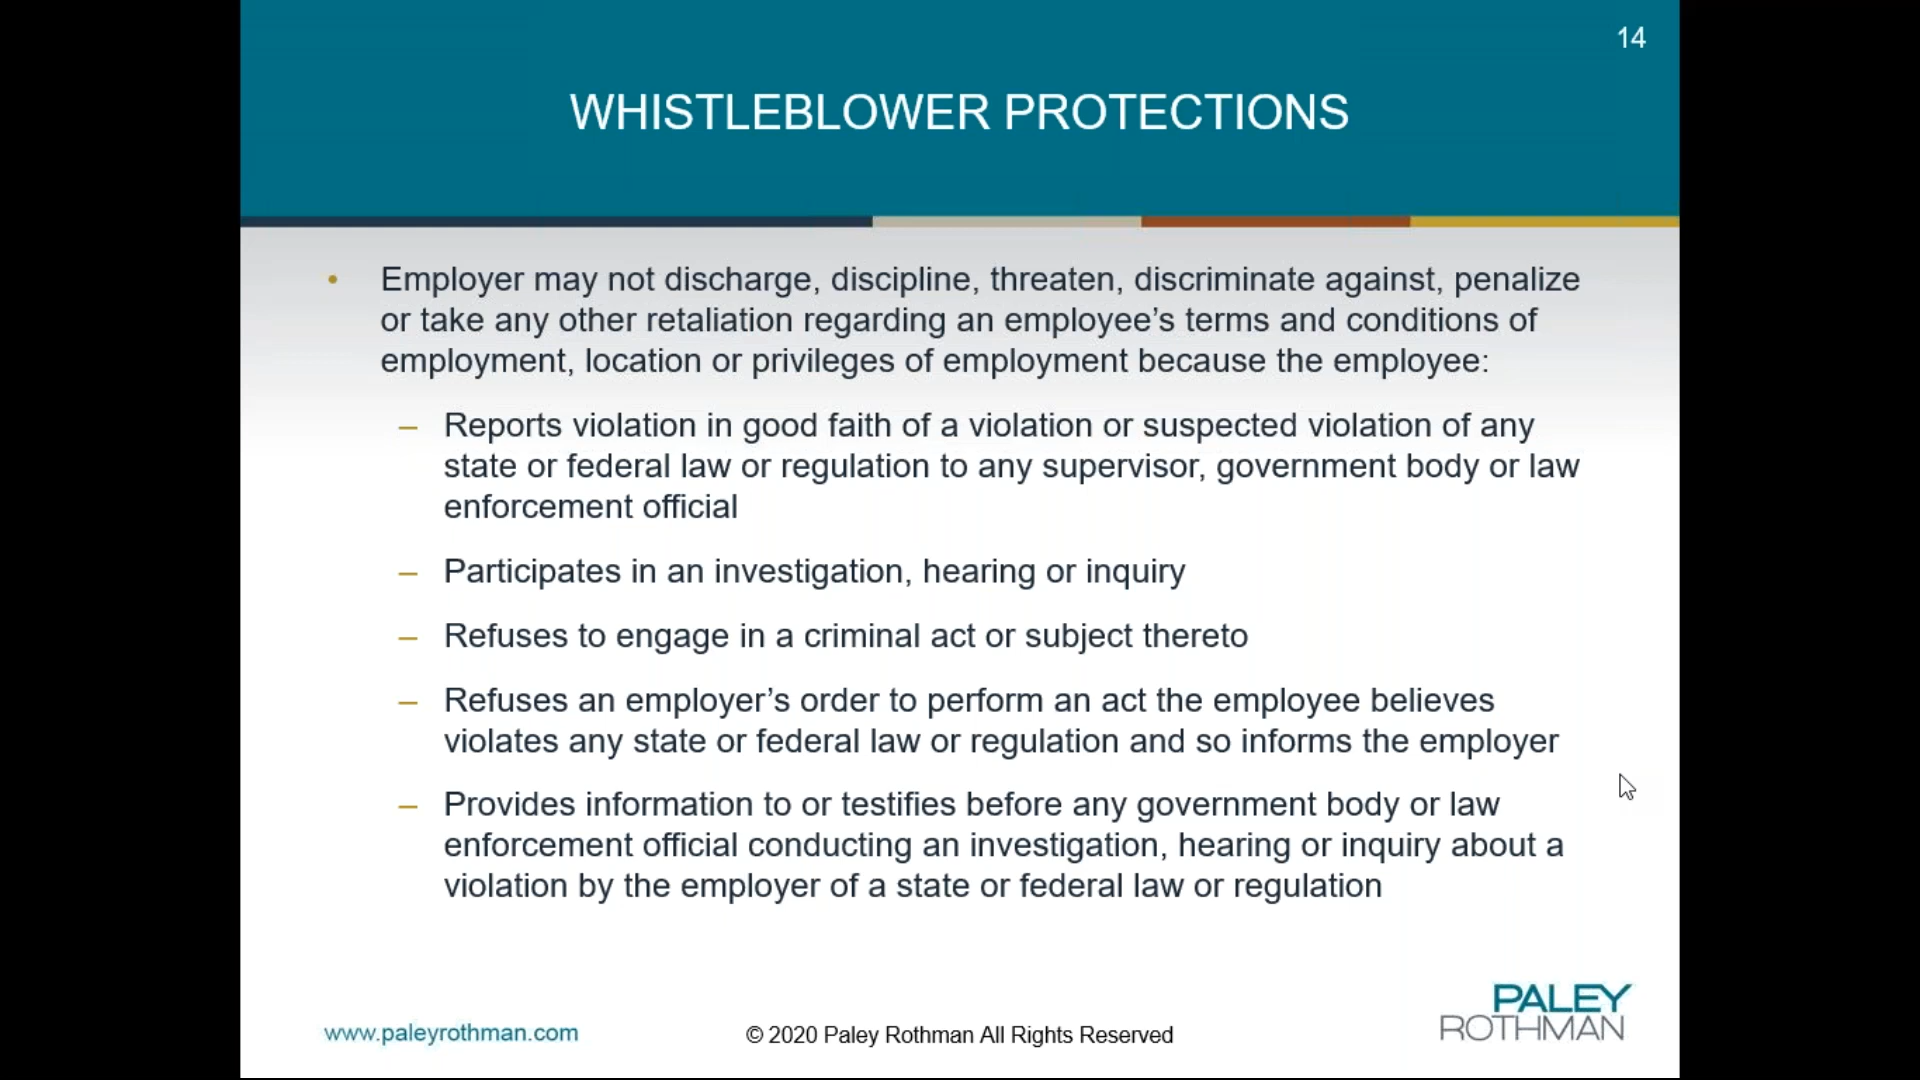 14
WHISTLEBLOWER PROTECTIONS
• Employer may not discharge, discipline, threaten, discriminate against, penalize
or take any other retaliation regarding an employee’s terms and conditions of
employment, location or privileges of employment because the employee:
– Reports violation in good faith of a violation or suspected violation of any
state or federal law or regulation to any supervisor, government body or law
enforcement official
– Participates in an investigation, hearing or inquiry
– Refuses to engage in a criminal act or subject thereto
– Refuses an employer’s order to perform an act the employee believes
violates any state or federal law or regulation and so informs the employer
– Provides information to or testifies before any government body or law
enforcement official conducting an investigation, hearing or inquiry about a
violation by the employer of a state or federal law or regulation
www.paleyrothman.com
© 2020 Paley Rothman All Rights Reserved
PALEY
ROTHMAN